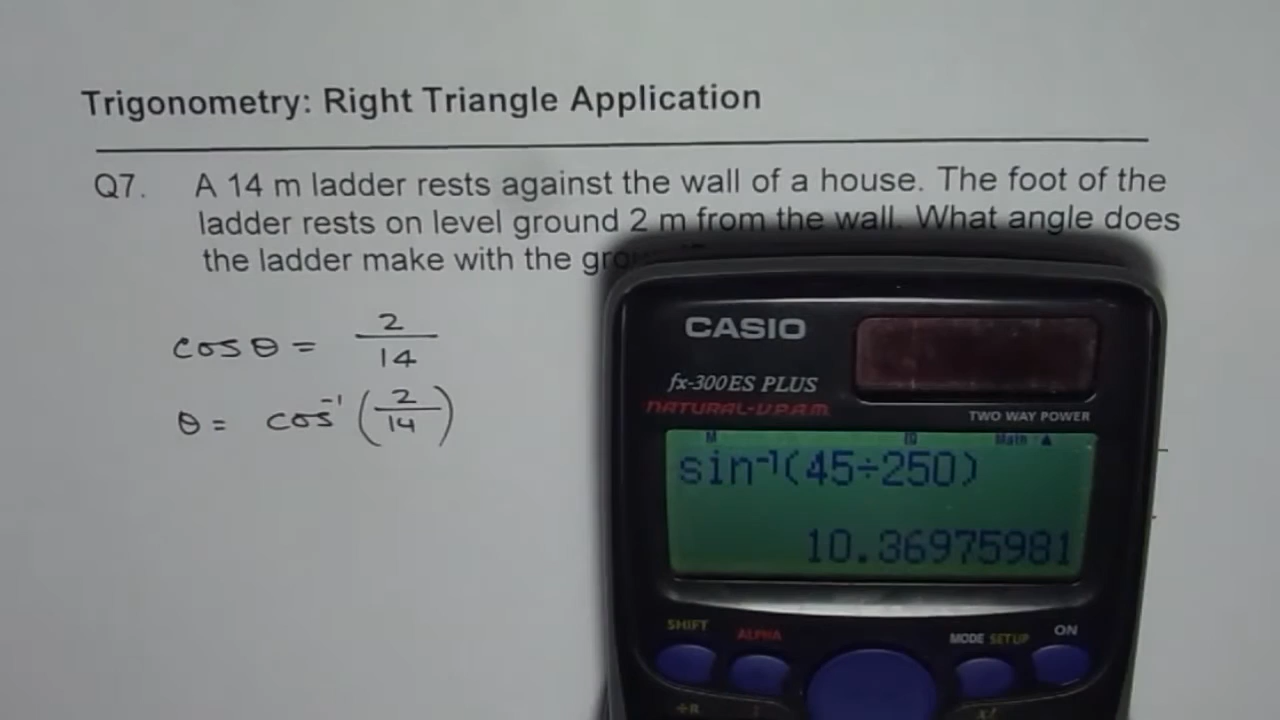 Trigonometry: Right Triangle Application
Q7. A 14 m ladder rests against the wall of a house. The foot of the
ladder rests on level ground 2 m from the wall. What angle does
the ladder make with the
cos θ = 2/14
θ = cos⁻¹ (2/14)
CASIO
fx-300ES PLUS
NATURAL-V.P.A.M.
TWO WAY POWER
M Math ▲
sin⁻¹(45÷250)
10.36975981
SHIFT ALPHA MODE SETUP ON
÷R x!